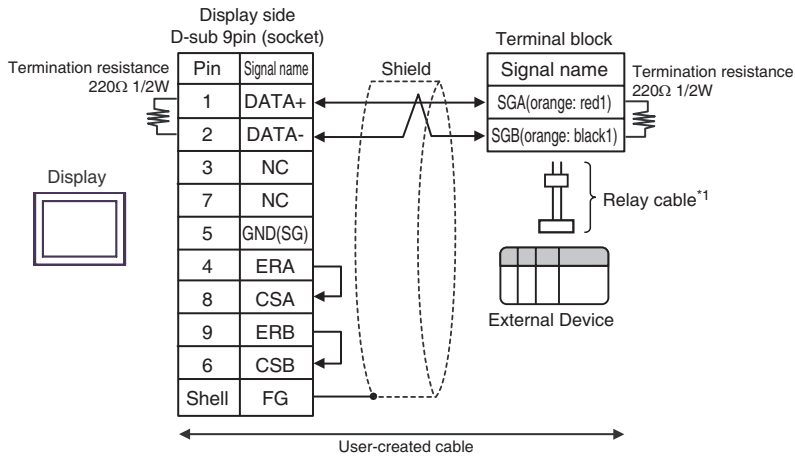 Display side
D-sub 9pin (socket)
Terminal block
Termination resistance
220Ω 1/2W
Pin Signal name
Shield
Signal name
Termination resistance
220Ω 1/2W
1 DATA+
SGA(orange: red1)
2 DATA-
SGB(orange: black1)
3 NC
Display
7 NC
Relay cable*1
5 GND(SG)
4 ERA
8 CSA
External Device
9 ERB
6 CSB
Shell FG
User-created cable